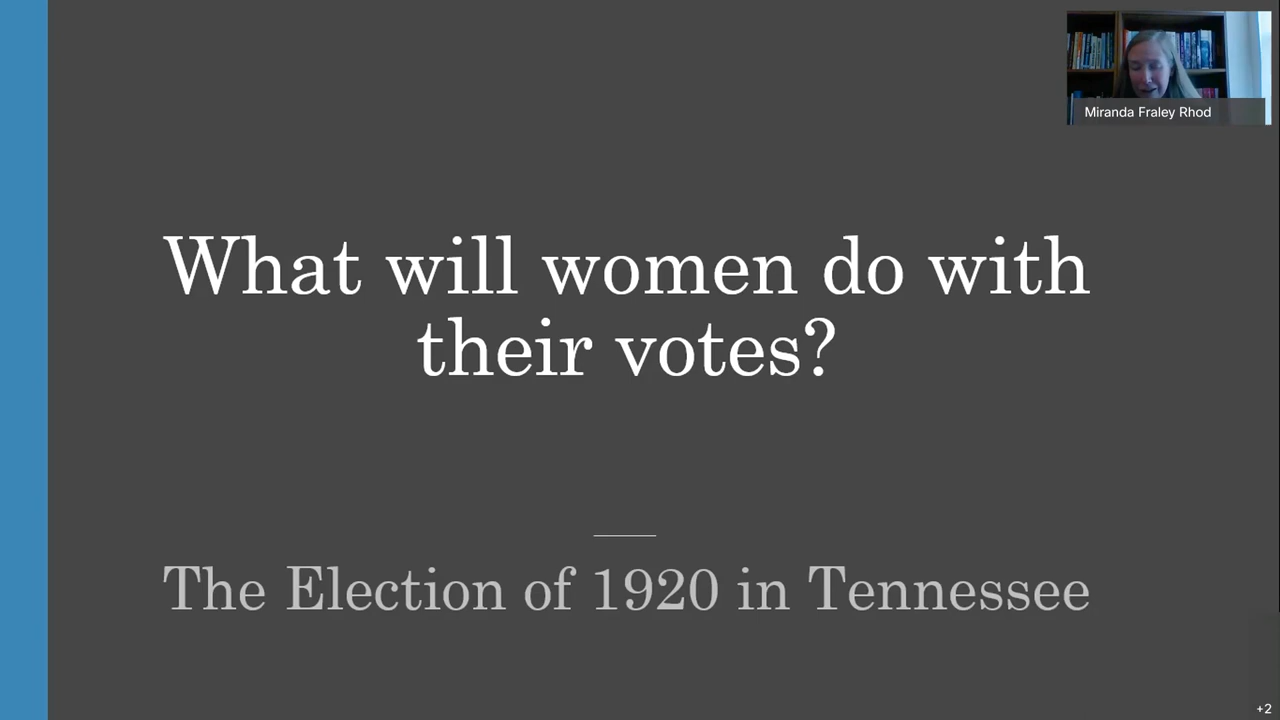 Miranda Fraley Rhod
What will women do with
their votes?
The Election of 1920 in Tennessee
+2